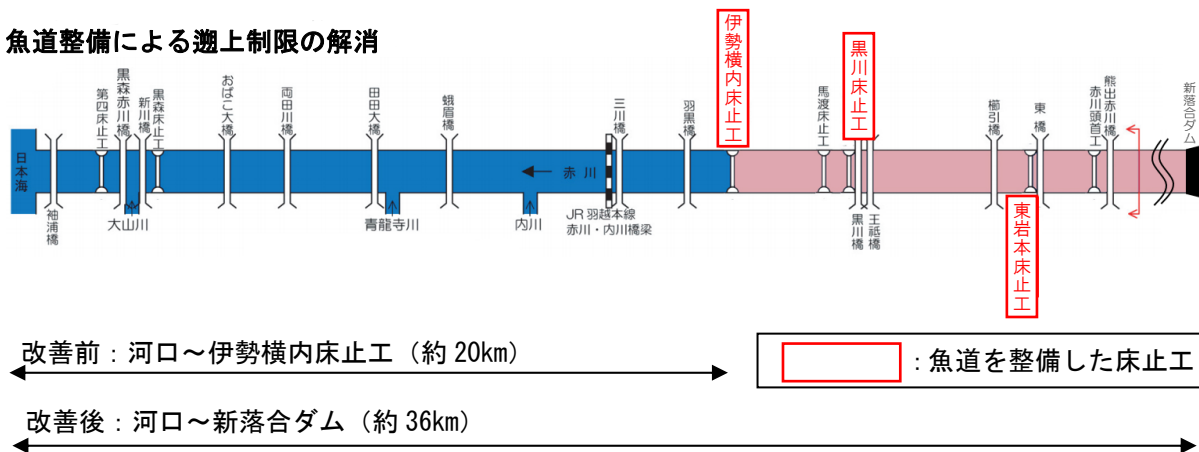 魚道整備による遡上制限の解消
伊勢横内床止工
黒川床止工
第四床止工
黒森赤川橋
新川橋
黒森床止工
おばこ大橋
両田川橋
田田大橋
蛾眉橋
三川橋
羽黒橋
馬渡床止工
櫛引橋
東橋
赤川頭首工
熊出赤川橋
新落合ダム
日本海
赤川
袖浦橋
大山川
青龍寺川
内川
JR羽越本線
赤川・内川橋梁
黒川橋
王祇橋
東岩本床止工
改善前：河口～伊勢横内床止工（約20km）
：魚道を整備した床止工
改善後：河口～新落合ダム（約36km）